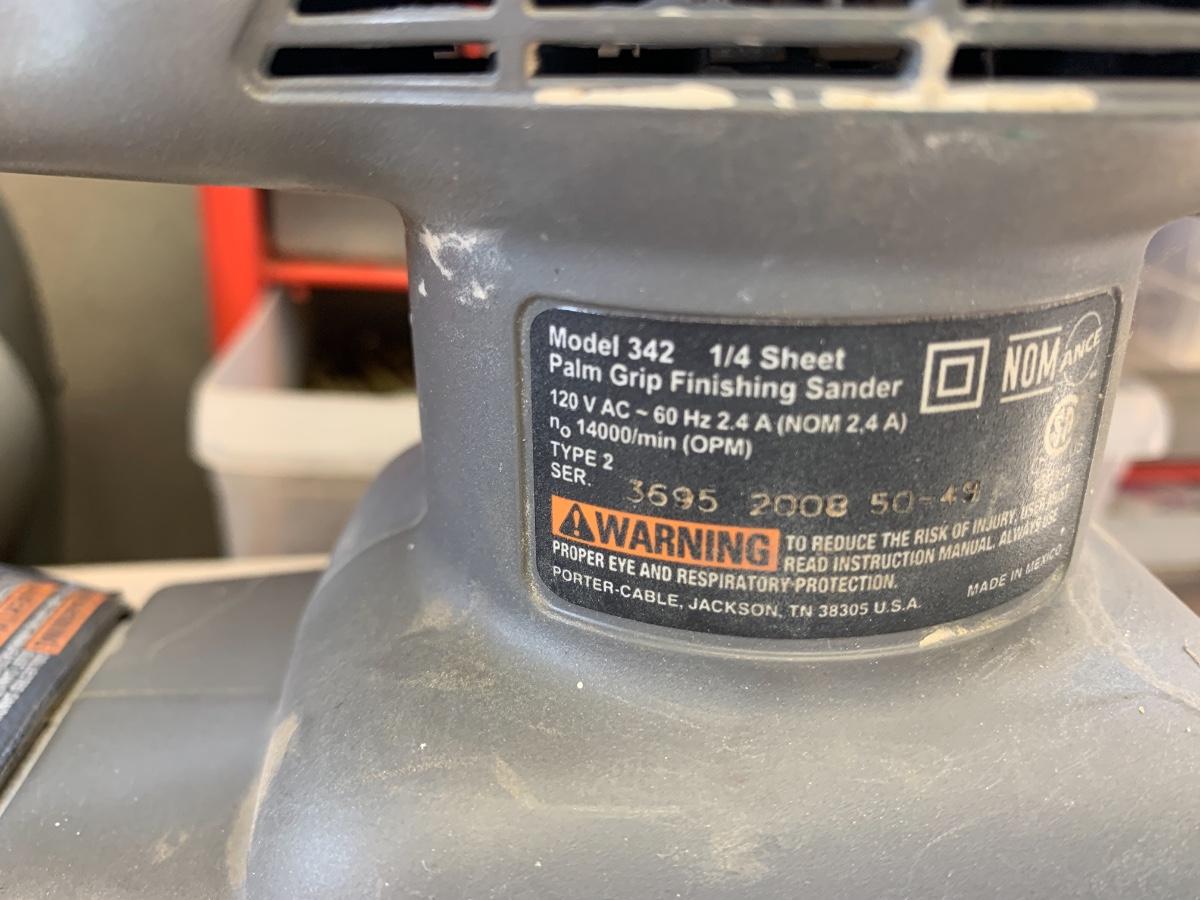 Model 342 1/4 Sheet
Palm Grip Finishing Sander
120 V AC ~ 60 Hz 2.4 A (NOM 2,4 A)
no 14000/min (OPM)
TYPE 2
SER. 3695 2008 50-49
NOM ANCE
WARNING TO REDUCE THE RISK OF INJURY, USER MUST
READ INSTRUCTION MANUAL. ALWAYS USE
PROPER EYE AND RESPIRATORY PROTECTION.
PORTER-CABLE, JACKSON, TN 38305 U.S.A.
MADE IN MEXICO